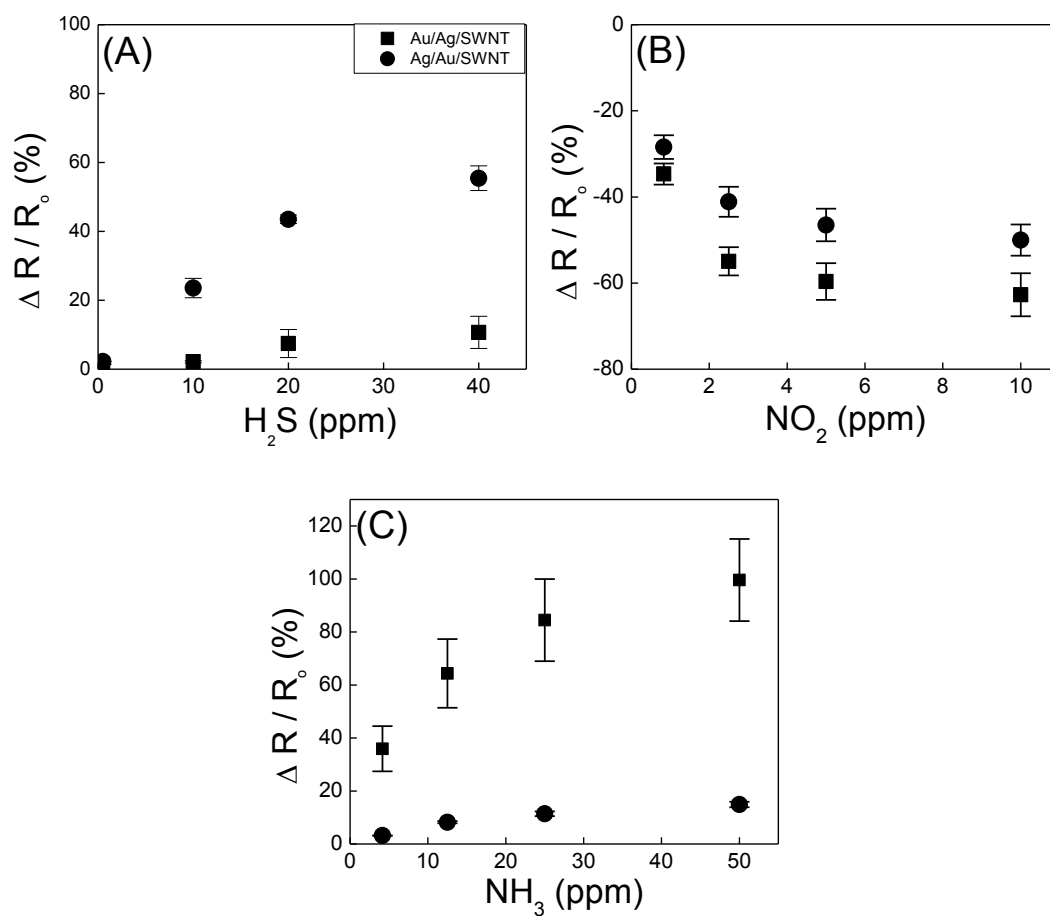 (A)
Au/Ag/SWNT
Ag/Au/SWNT
100
80
60
40
20
0
Δ R / Rₒ (%)
0 10 20 30 40
H₂S (ppm)
(B)
0
-20
-40
-60
-80
Δ R / Rₒ (%)
0 2 4 6 8 10
NO₂ (ppm)
(C)
120
100
80
60
40
20
0
Δ R / Rₒ (%)
0 10 20 30 40 50
NH₃ (ppm)